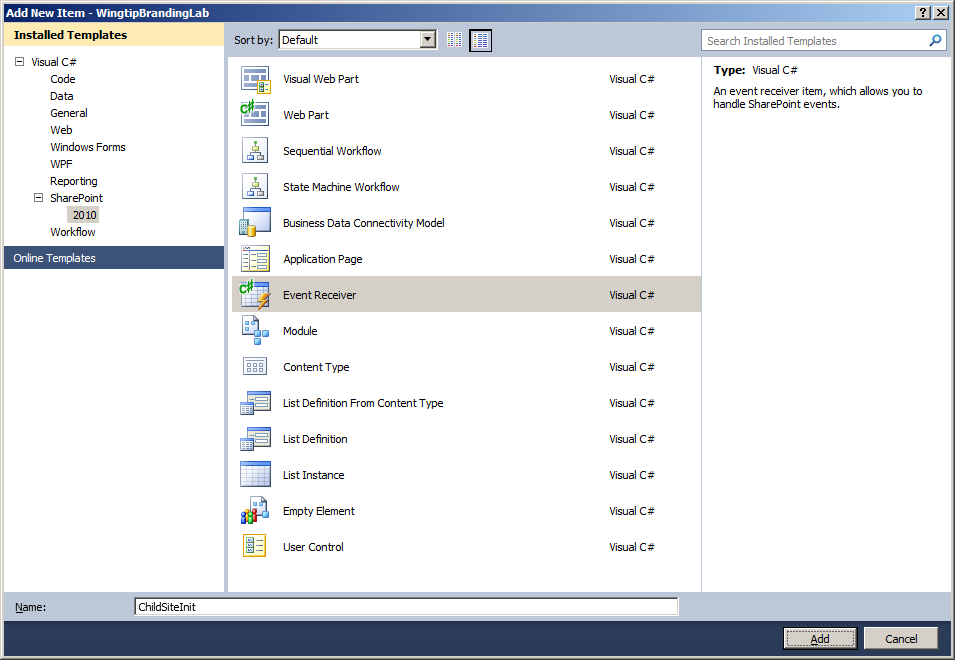 Add New Item - WingtipBrandingLab
Installed Templates
Visual C#
Code
Data
General
Web
Windows Forms
WPF
Reporting
SharePoint
2010
Workflow
Online Templates
Sort by: Default
Visual Web Part Visual C#
Web Part Visual C#
Sequential Workflow Visual C#
State Machine Workflow Visual C#
Business Data Connectivity Model Visual C#
Application Page Visual C#
Event Receiver Visual C#
Module Visual C#
Content Type Visual C#
List Definition From Content Type Visual C#
List Definition Visual C#
List Instance Visual C#
Empty Element Visual C#
User Control Visual C#
Search Installed Templates
Type: Visual C#
An event receiver item, which allows you to
handle SharePoint events.
Name: ChildSiteInit
Add Cancel